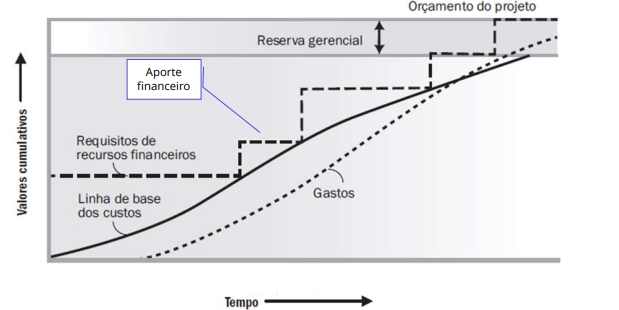 Orçamento do projeto
Reserva gerencial
Aporte
financeiro
Valores cumulativos
Requisitos de
recursos financeiros
Linha de base
dos custos
Gastos
Tempo